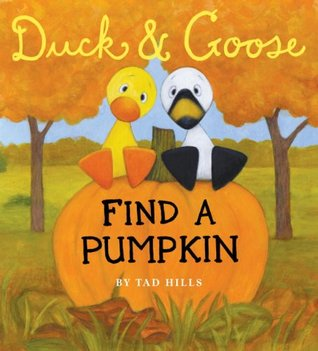 Duck & Goose
FIND A
PUMPKIN
BY TAD HILLS